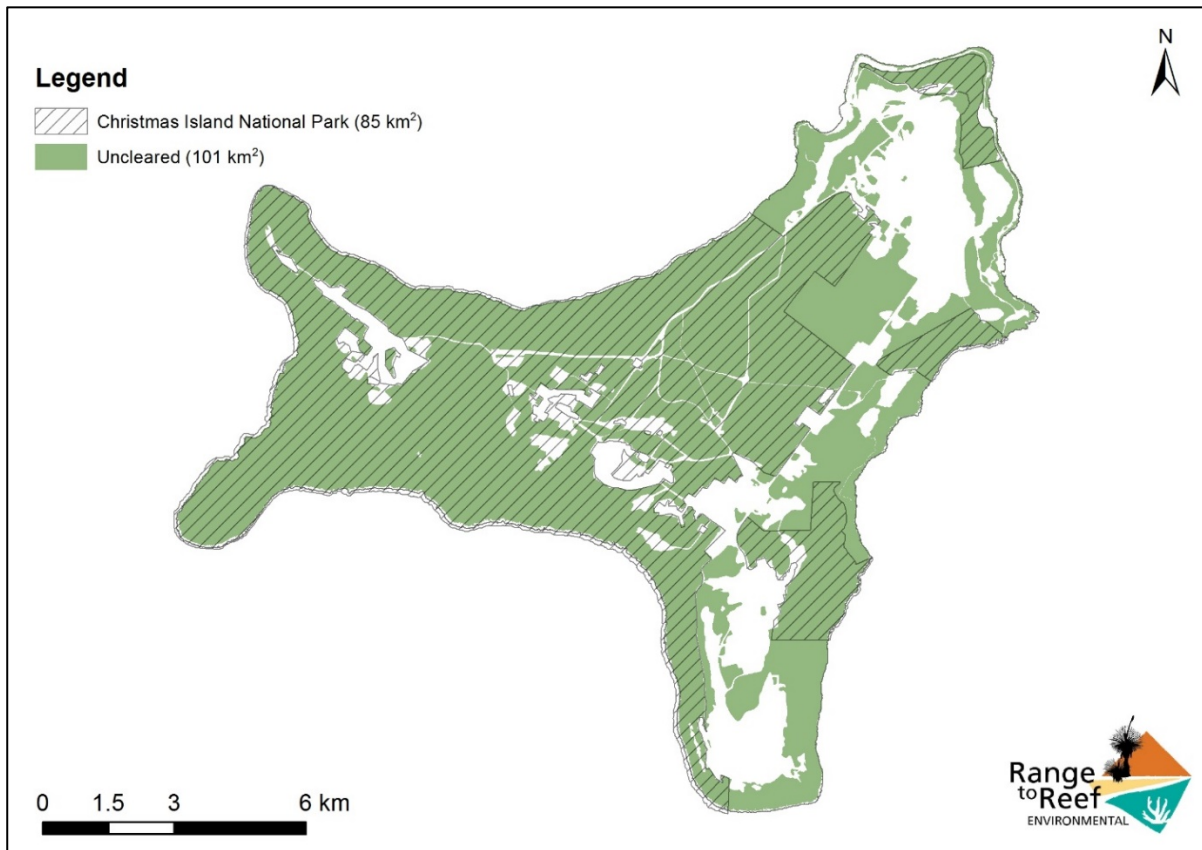 Legend
Christmas Island National Park (85 km²)
Uncleared (101 km²)
N
0 1.5 3 6 km
Range
to Reef
ENVIRONMENTAL